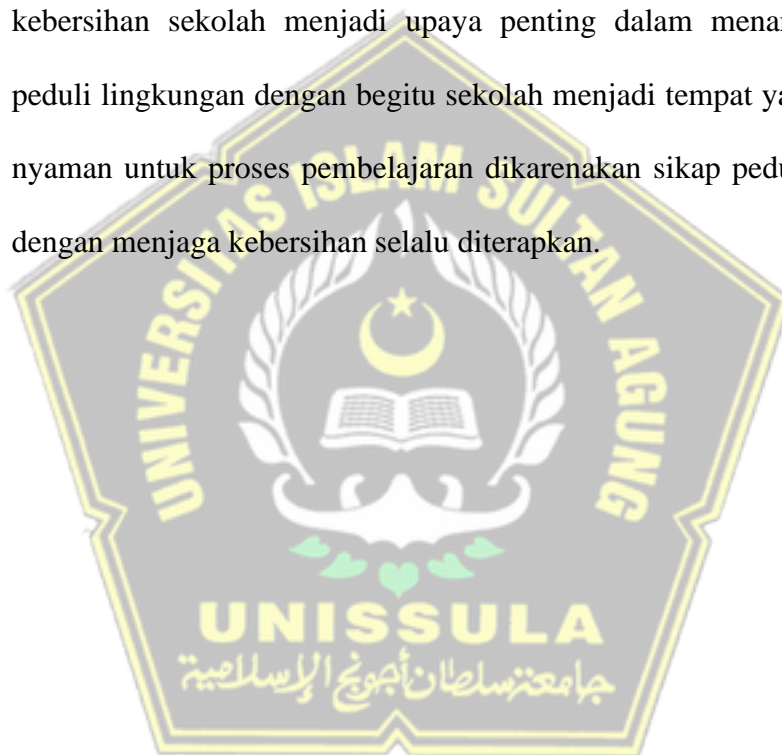 kebersihan sekolah menjadi upaya penting dalam menar
peduli lingkungan dengan begitu sekolah menjadi tempat ya
nyaman untuk proses pembelajaran dikarenakan sikap pedu
dengan menjaga kebersihan selalu diterapkan.
UNIVERSITAS ISLAM SULTAN AGUNG
UNISSULA
جامعة سلطان أجونج الإسلامية